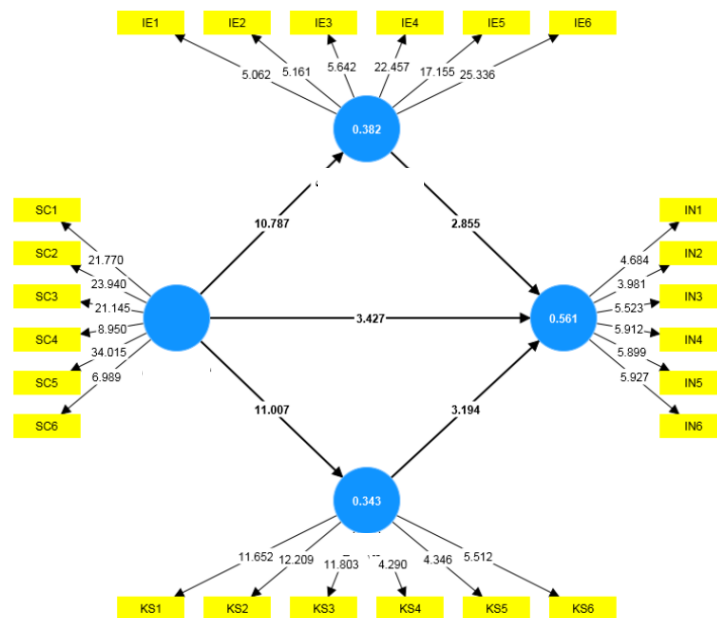 IE1 IE2 IE3 IE4 IE5 IE6
5.062 5.161 5.642 22.457 17.155 25.336
0.382
SC1
SC2
SC3
SC4
SC5
SC6
21.770
23.940
21.145
8.950
34.015
6.989
10.787
2.855
3.427
11.007
3.194
0.561
4.684
3.981
5.523
5.912
5.899
5.927
IN1
IN2
IN3
IN4
IN5
IN6
0.343
11.652 12.209 11.803 4.290 4.346 5.512
KS1 KS2 KS3 KS4 KS5 KS6